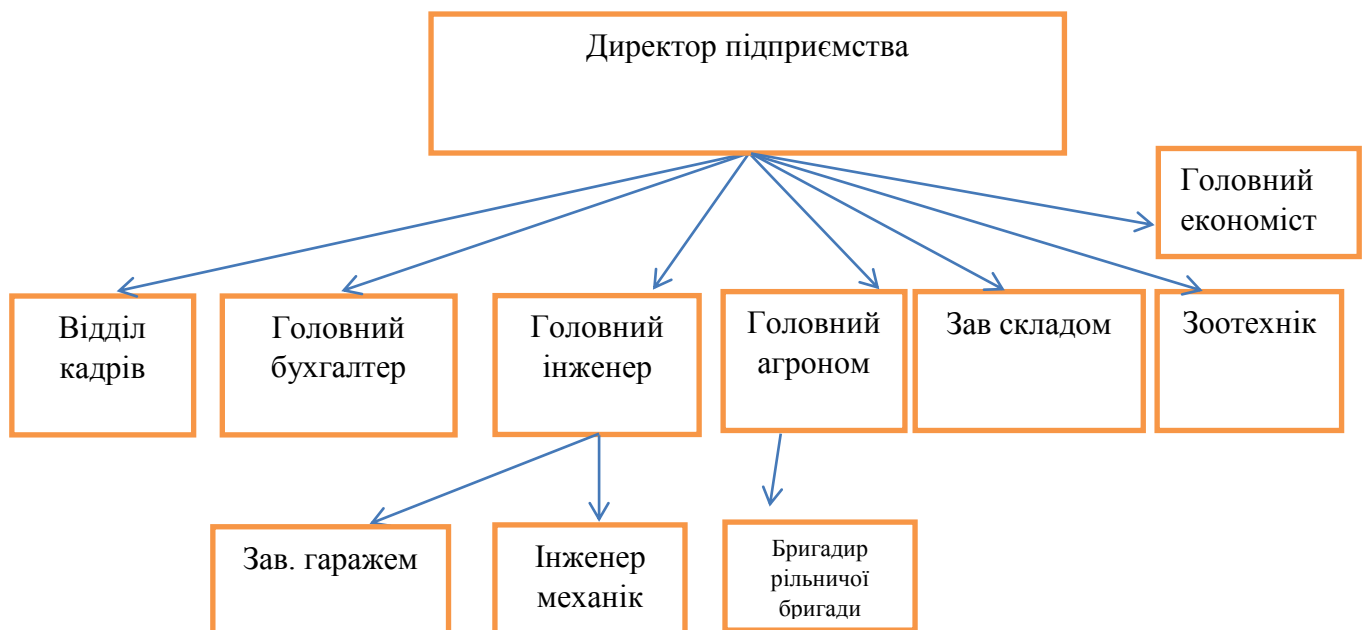 Директор підприємства
Головний
економіст
Відділ
кадрів
Головний
бухгалтер
Головний
інженер
Головний
агроном
Зав складом
Зоотехнік
Зав. гаражем
Інженер
механік
Бригадир
рільничої
бригади